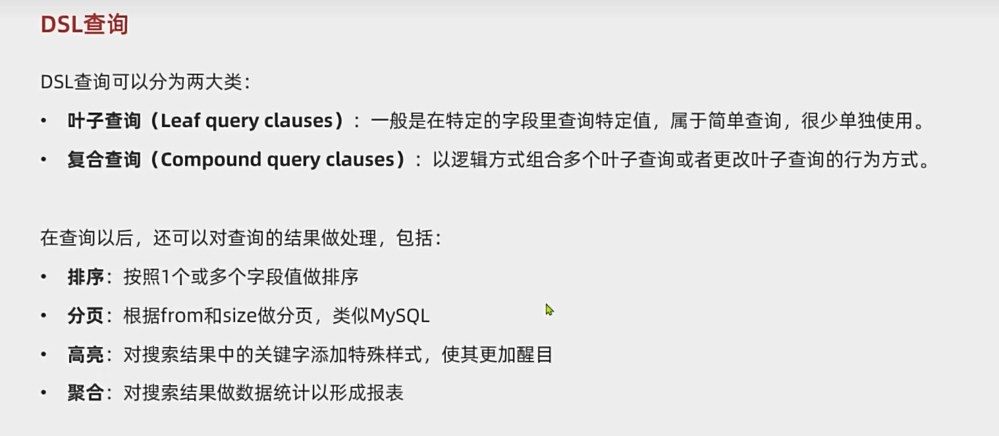 DSL查询
DSL查询可以分为两大类：
• 叶子查询（Leaf query clauses）：一般是在特定的字段里查询特定值，属于简单查询，很少单独使用。
• 复合查询（Compound query clauses）：以逻辑方式组合多个叶子查询或者更改叶子查询的行为方式。
在查询以后，还可以对查询的结果做处理，包括：
• 排序：按照1个或多个字段值做排序
• 分页：根据from和size做分页，类似MySQL
• 高亮：对搜索结果中的关键字添加特殊样式，使其更加醒目
• 聚合：对搜索结果做数据统计以形成报表